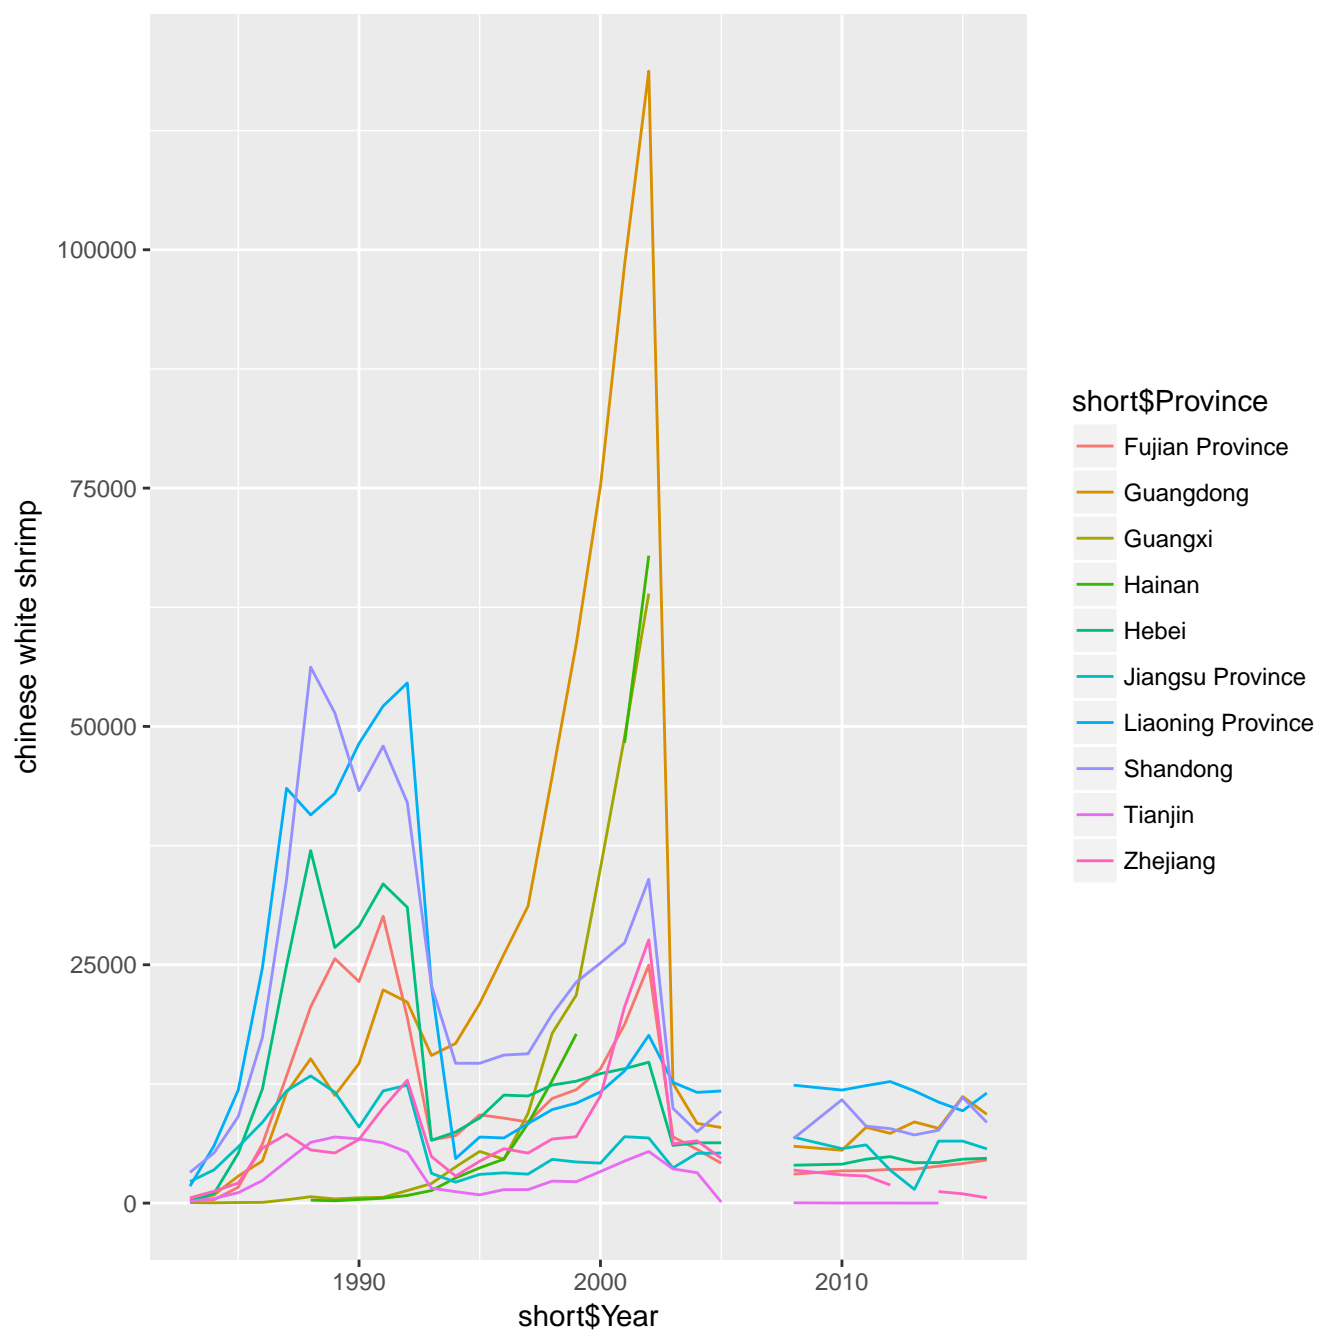 chinese white shrimp
100000
75000
50000
25000
0
1990
2000
2010
short$Year
short$Province
Fujian Province
Guangdong
Guangxi
Hainan
Hebei
Jiangsu Province
Liaoning Province
Shandong
Tianjin
Zhejiang